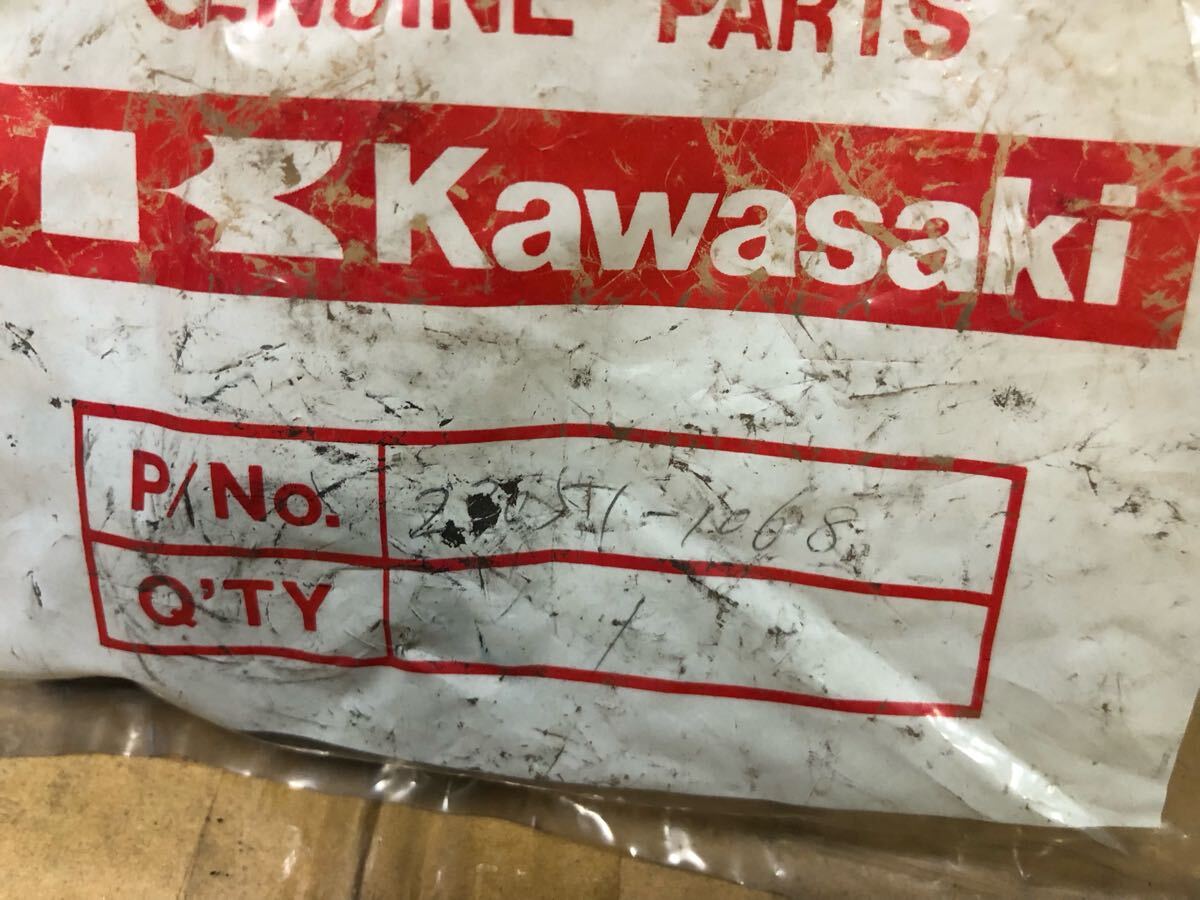 GENUINE PARTS
Kawasaki
P/No.
Q'TY 1